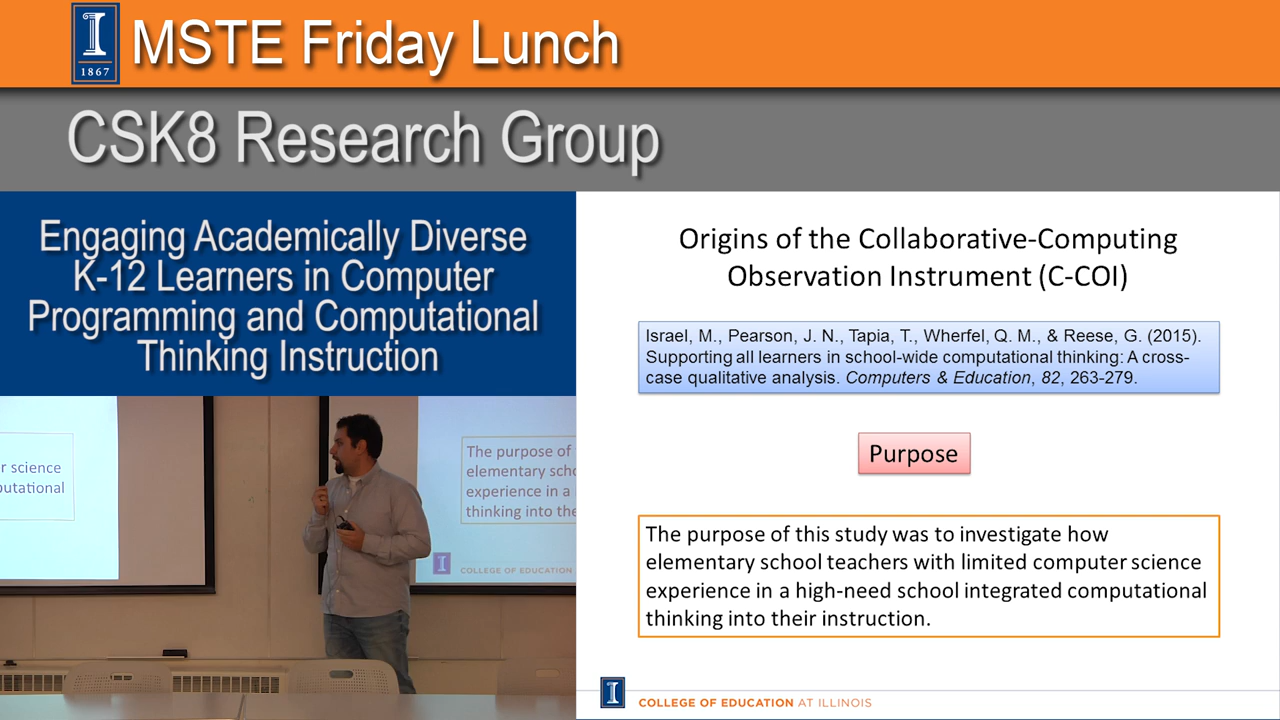 I
1867
MSTE Friday Lunch
CSK8 Research Group
Engaging Academically Diverse
K-12 Learners in Computer
Programming and Computational
Thinking Instruction
Origins of the Collaborative-Computing
Observation Instrument (C-COI)
Israel, M., Pearson, J. N., Tapia, T., Wherfel, Q. M., & Reese, G. (2015).
Supporting all learners in school-wide computational thinking: A cross-
case qualitative analysis. Computers & Education, 82, 263-279.
Purpose
The purpose of this study was to investigate how
elementary school teachers with limited computer science
experience in a high-need school integrated computational
thinking into their instruction.
I
COLLEGE OF EDUCATION AT ILLINOIS
r science
putational
The purpose of
elementary scho
experience in a
thinking into the
I
COLLEGE OF EDUCATION